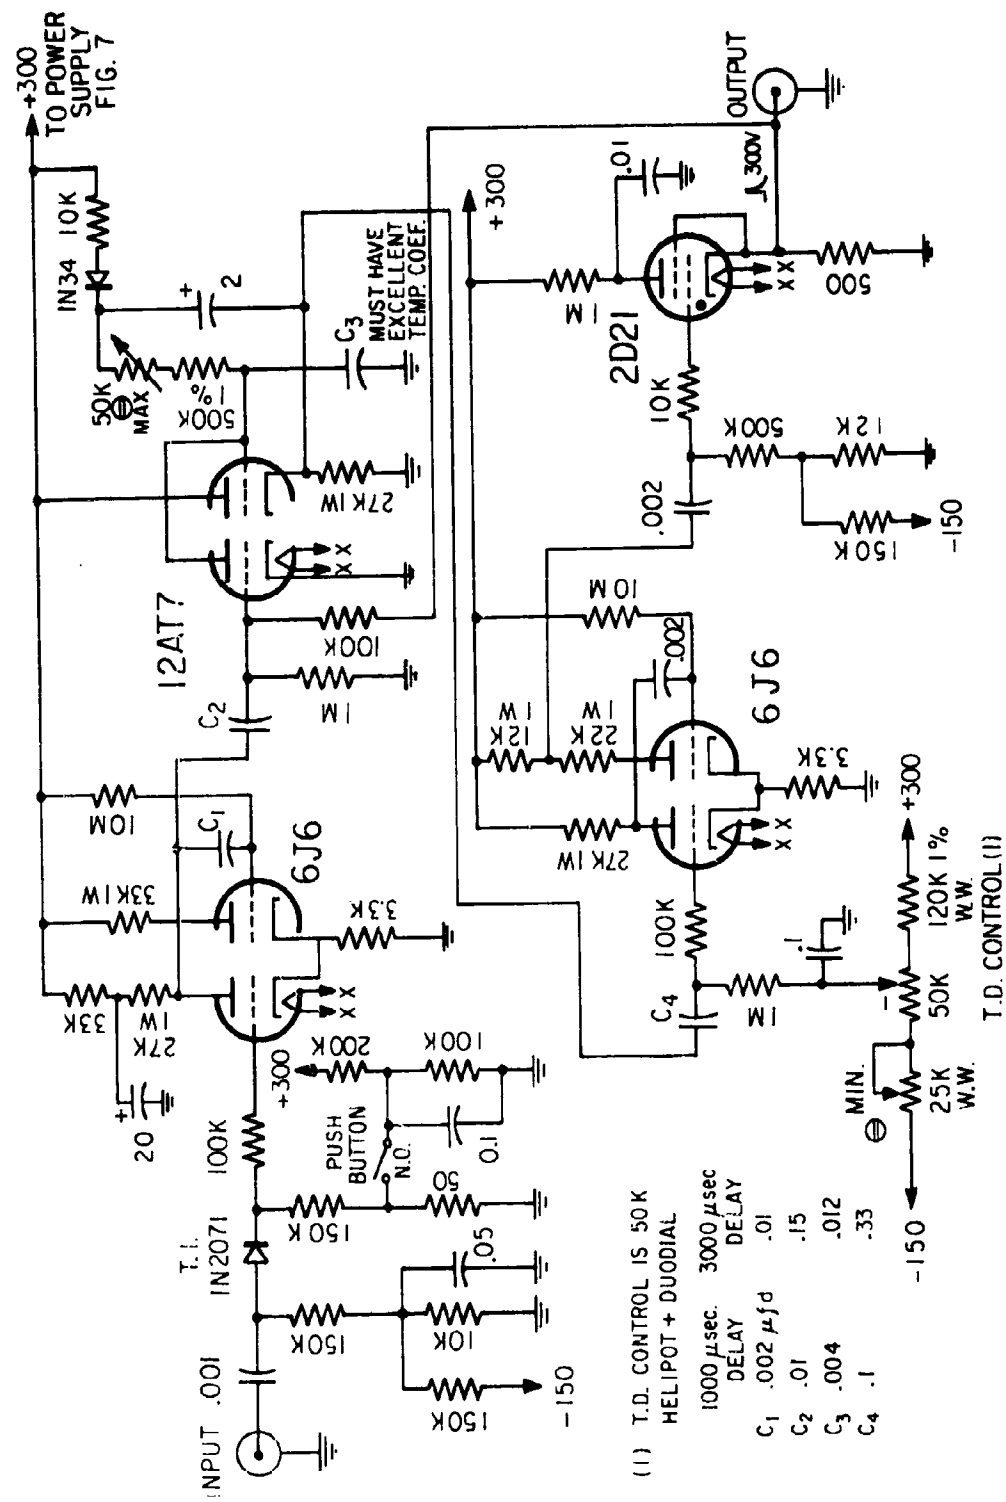 +300
TO POWER
SUPPLY
FIG. 7
10K
1N34
+
2
50K
MAX
500K
1%
C3
MUST HAVE
EXCELLENT
TEMP. COEF.
27K 1W
X X
12AT7
100K
1M
C2
10M
C1
33K 1W
33K
1W
27K
+
20
6J6
3.3K
X X
100K
+300
200K
100K
PUSH
BUTTON
N.O.
0.1
50
150K
T.I.
1N2071
.05
150K
10K
150K
-150
.001
INPUT
OUTPUT
+300
.01
300V
1M
2D21
X X
500
10K
500K
12K
150K
-150
.002
10M
.002
12K
1W
22K
1W
27K 1W
6J6
X X
3.3K
100K
C4
1M
.1
+300
120K 1%
W.W.
50K
T.D. CONTROL(1)
MIN.
25K
W.W.
-150
(1) T.D. CONTROL IS 50K
HELIPOT + DUODIAL
1000 µsec. 3000 µsec
DELAY DELAY
C1 .002 µfd .01
C2 .01 .15
C3 .004 .012
C4 .1 .33